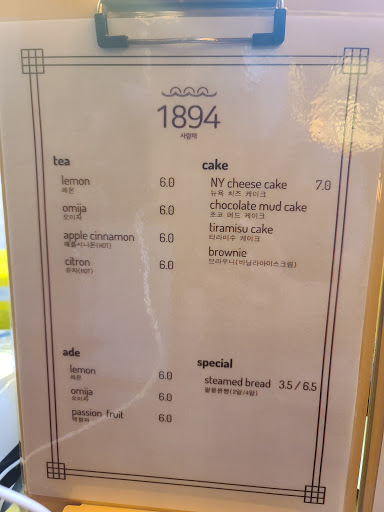 1894
사랑채
tea
lemon 6.0
레몬
omija 6.0
오미자
apple cinnamon 6.0
애플시나몬(HOT)
citron 6.0
유자(HOT)
cake
NY cheese cake 7.0
뉴욕 치즈 케이크
chocolate mud cake
초코 머드 케이크
tiramisu cake
티라미수 케이크
brownie
브라우니(바닐라아이스크림)
ade
lemon 6.0
레몬
omija 6.0
오미자
passion fruit 6.0
백향과
special
steamed bread 3.5 / 6.5